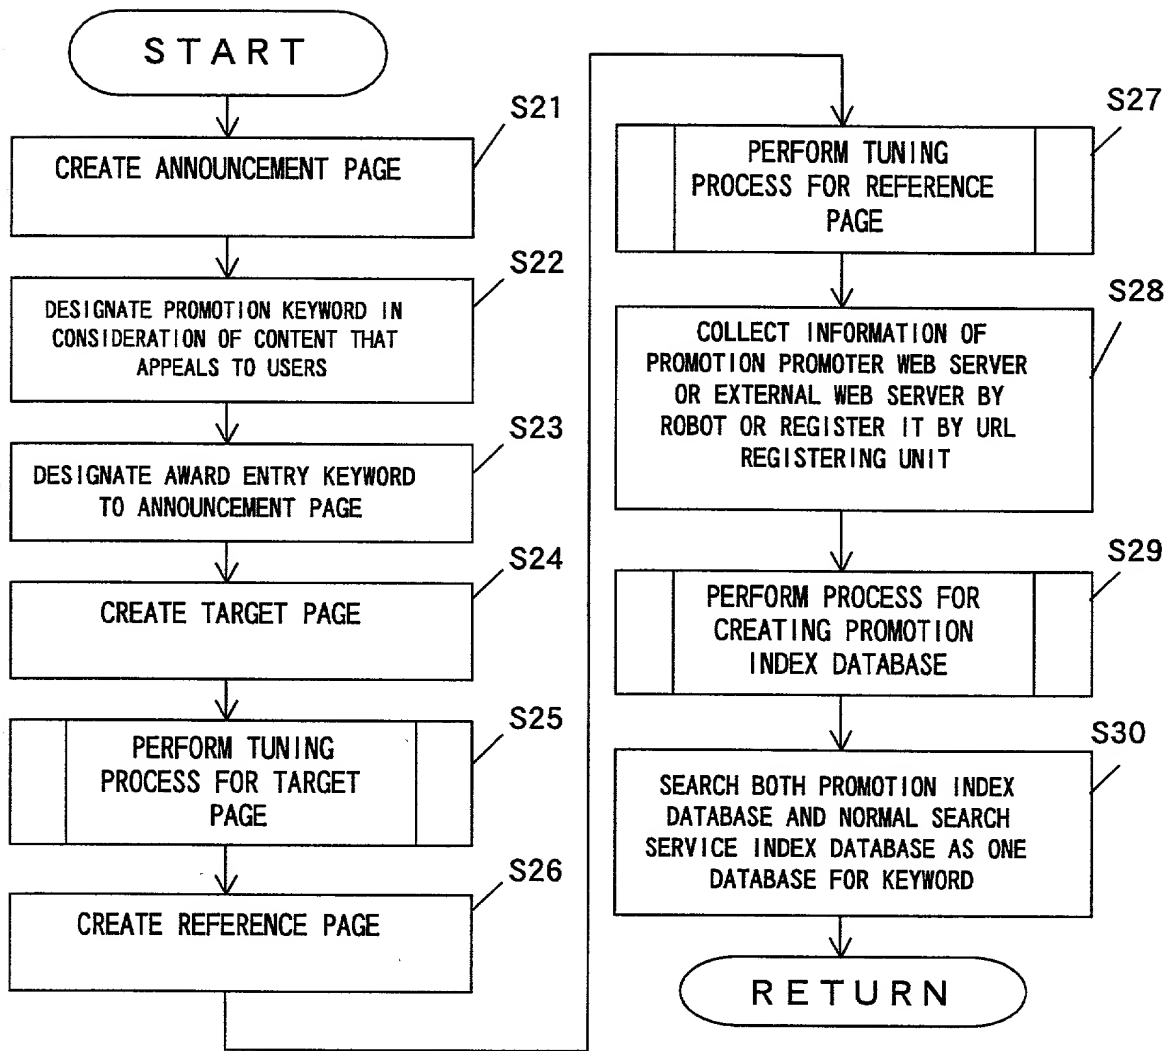 START
S21
CREATE ANNOUNCEMENT PAGE
S22
DESIGNATE PROMOTION KEYWORD IN
CONSIDERATION OF CONTENT THAT
APPEALS TO USERS
S23
DESIGNATE AWARD ENTRY KEYWORD
TO ANNOUNCEMENT PAGE
S24
CREATE TARGET PAGE
S25
PERFORM TUNING
PROCESS FOR TARGET
PAGE
S26
CREATE REFERENCE PAGE
S27
PERFORM TUNING
PROCESS FOR REFERENCE
PAGE
S28
COLLECT INFORMATION OF
PROMOTION PROMOTER WEB SERVER
OR EXTERNAL WEB SERVER BY
ROBOT OR REGISTER IT BY URL
REGISTERING UNIT
S29
PERFORM PROCESS FOR
CREATING PROMOTION
INDEX DATABASE
S30
SEARCH BOTH PROMOTION INDEX
DATABASE AND NORMAL SEARCH
SERVICE INDEX DATABASE AS ONE
DATABASE FOR KEYWORD
RETURN